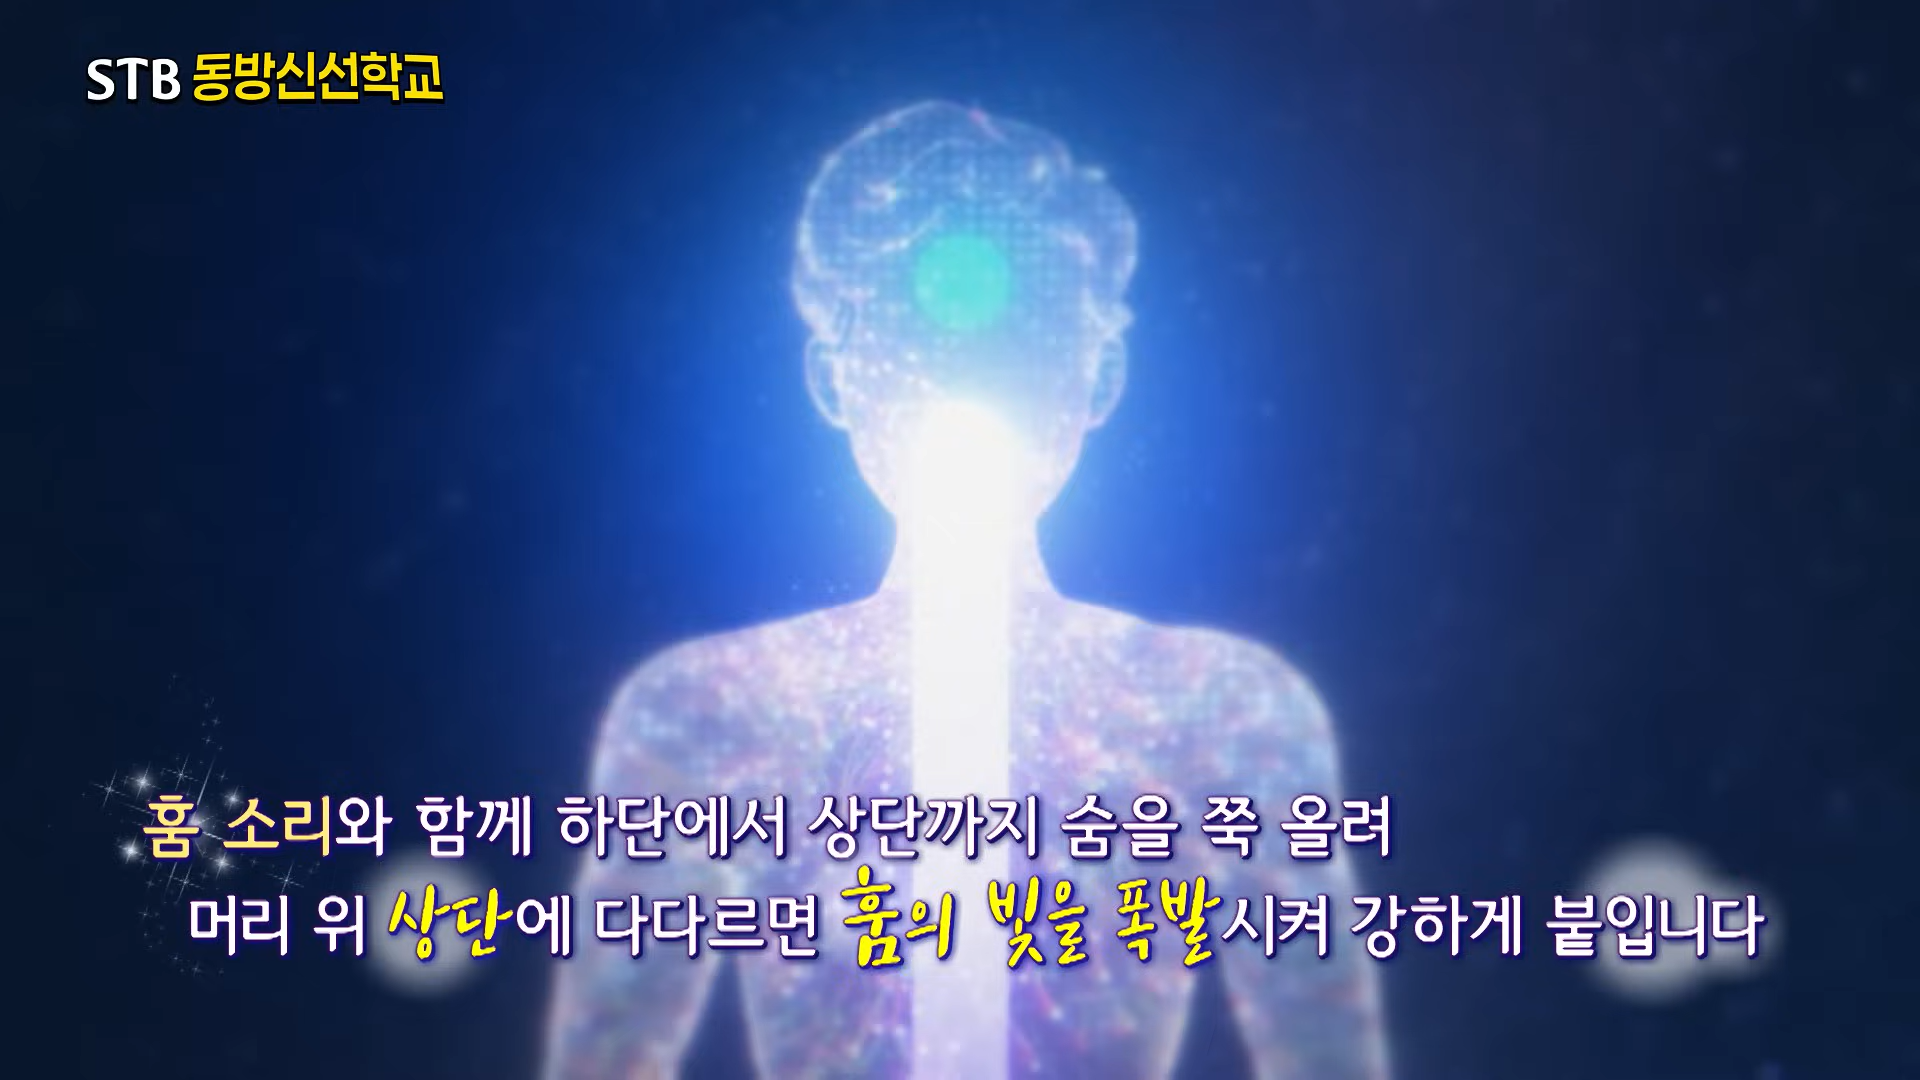 STB 동방신선학교
훔 소리와 함께 하단에서 상단까지 숨을 쭉 올려
머리 위 상단에 다다르면 훔의 빛을 폭발시켜 강하게 붙입니다